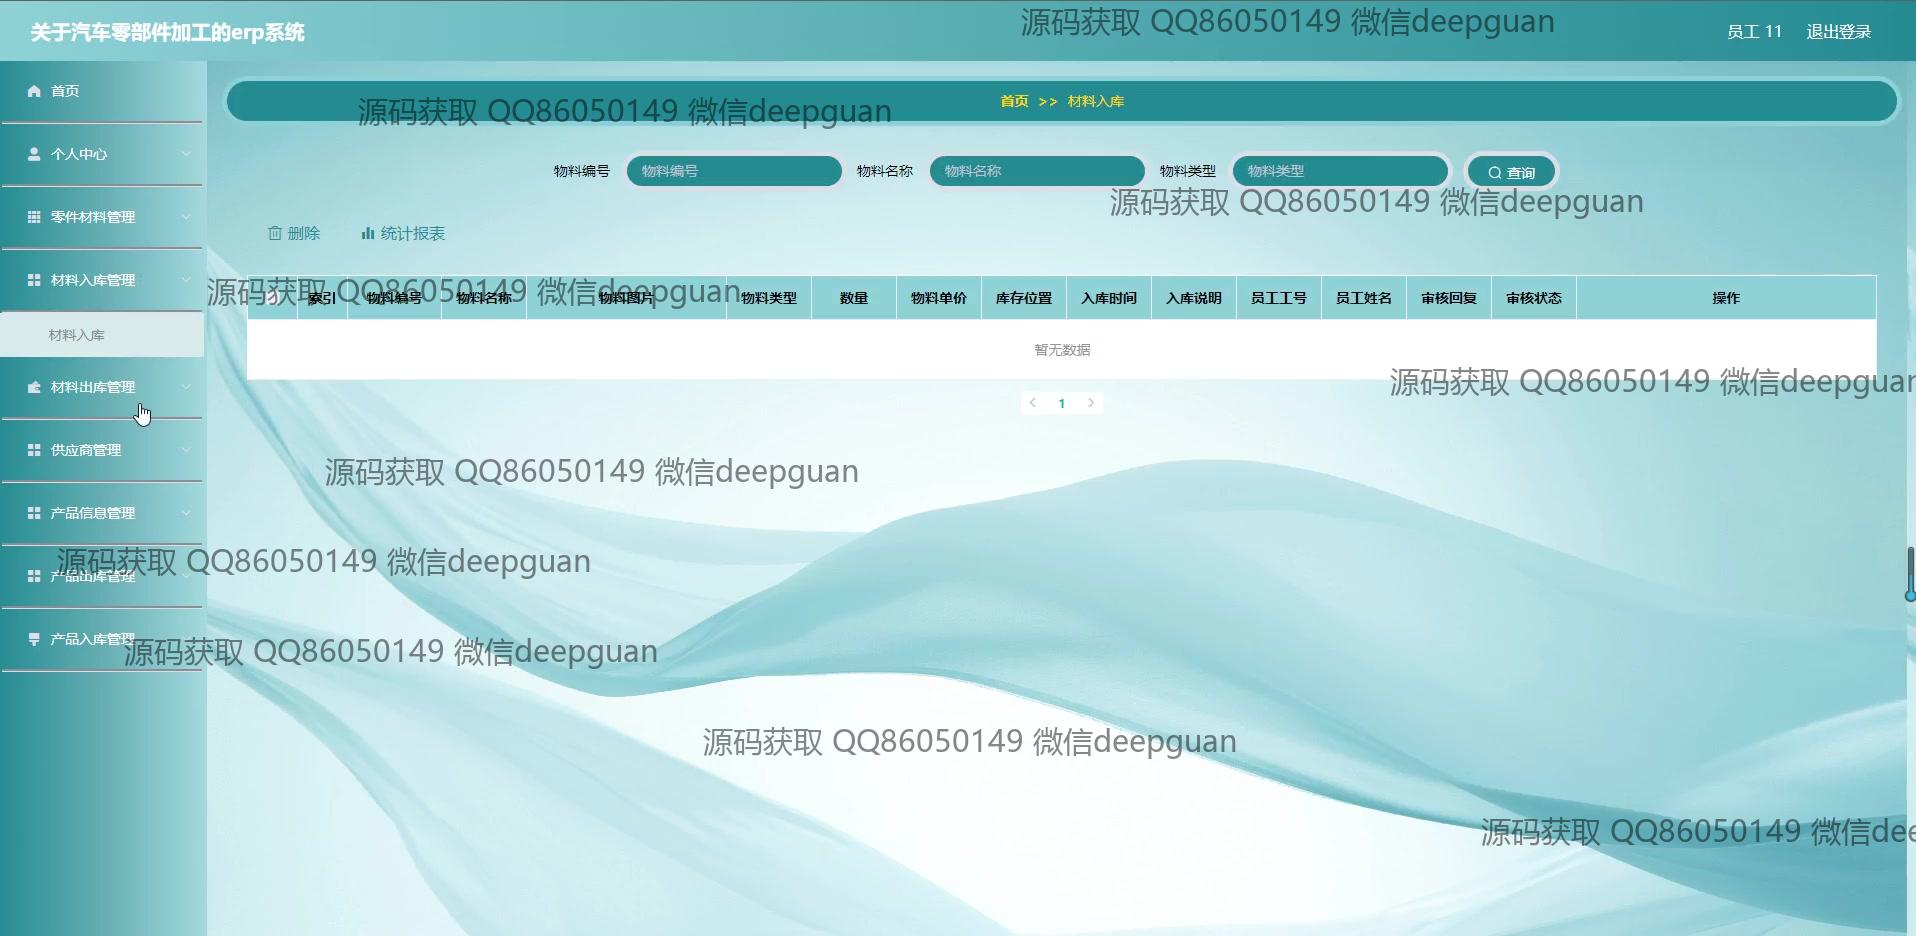 关于汽车零部件加工的erp系统
源码获取 QQ86050149 微信deepguan
员工 11 退出登录
首页
源码获取 QQ86050149 微信deepguan
首页 >> 材料入库
个人中心
物料编号 物料编号 物料名称 物料名称 物料类型 物料类型 查询
源码获取 QQ86050149 微信deepguan
零件材料管理
删除 统计报表
材料入库管理
源码获取 QQ86050149 微信deepguan
索引 物料编号 物料名称 物料图片 物料类型 数量 物料单价 库存位置 入库时间 入库说明 员工工号 员工姓名 审核回复 审核状态 操作
材料入库
暂无数据
材料出库管理
源码获取 QQ86050149 微信deepguan
1
供应商管理
源码获取 QQ86050149 微信deepguan
产品信息管理
源码获取 QQ86050149 微信deepguan
产品出库管理
产品入库管理
源码获取 QQ86050149 微信deepguan
源码获取 QQ86050149 微信deepguan
源码获取 QQ86050149 微信dee